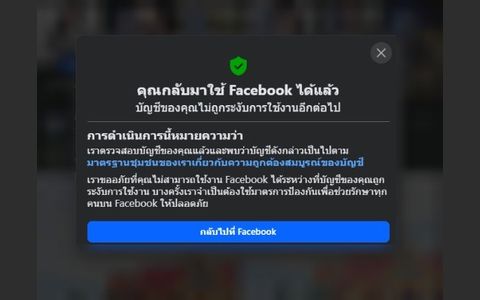 คุณกลับมาใช้ Facebook ได้แล้ว
บัญชีของคุณไม่ถูกระงับการใช้งานอีกต่อไป
การดำเนินการนี้หมายความว่า
เราตรวจสอบบัญชีของคุณแล้วและพบว่าบัญชีดังกล่าวเป็นไปตาม
มาตรฐานชุมชนของเราเกี่ยวกับความถูกต้องสมบูรณ์ของบัญชี
เราขออภัยที่คุณไม่สามารถใช้งาน Facebook ได้ระหว่างที่บัญชีของคุณถูก
ระงับการใช้งาน บางครั้งเราจำเป็นต้องใช้มาตรการป้องกันเพื่อช่วยรักษาทุก
คนบน Facebook ให้ปลอดภัย
กลับไปที่ Facebook